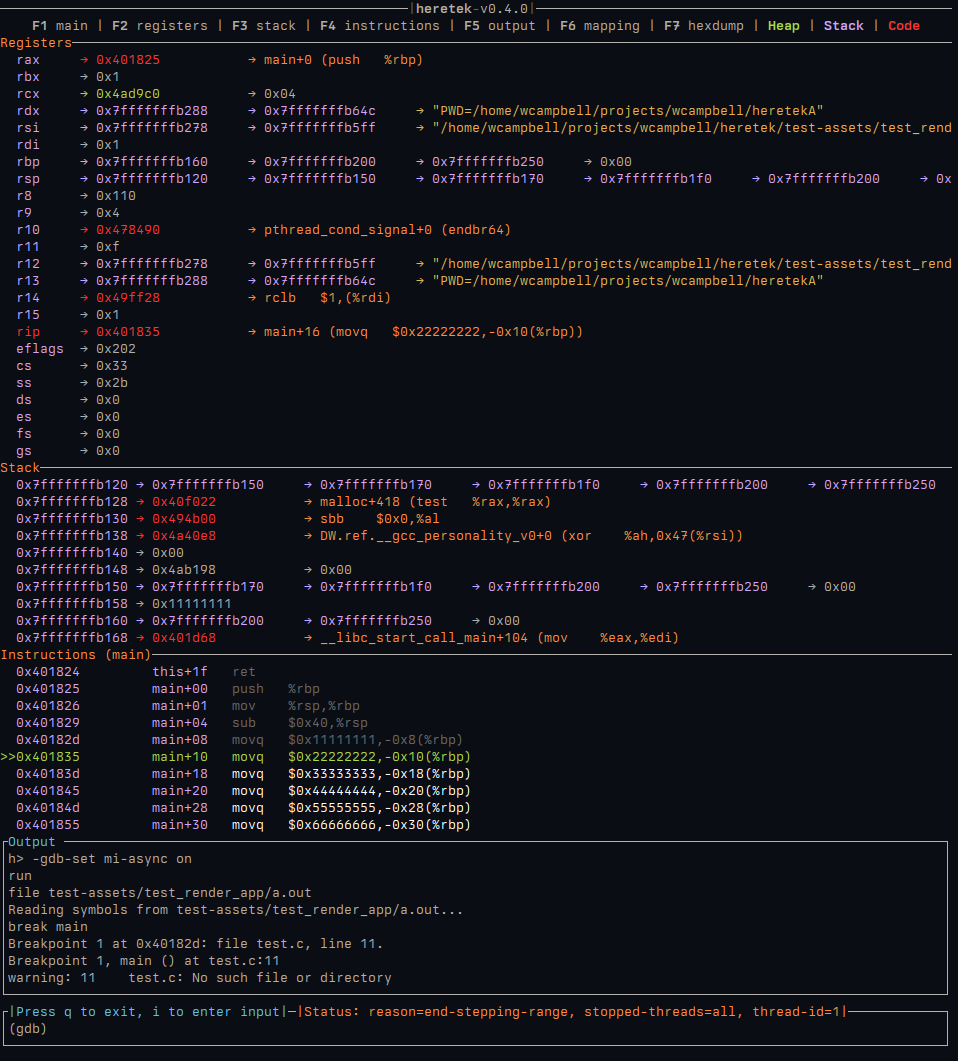 |heretek-v0.4.0|
F1 main | F2 registers | F3 stack | F4 instructions | F5 output | F6 mapping | F7 hexdump | Heap | Stack | Code
Registers
rax → 0x401825 → main+0 (push %rbp)
rbx → 0x1
rcx → 0x4ad9c0 → 0x04
rdx → 0x7fffffffb288 → 0x7fffffffb64c → "PWD=/home/wcampbell/projects/wcampbell/heretekA"
rsi → 0x7fffffffb278 → 0x7fffffffb5ff → "/home/wcampbell/projects/wcampbell/heretek/test-assets/test_rend
rdi → 0x1
rbp → 0x7fffffffb160 → 0x7fffffffb200 → 0x7fffffffb250 → 0x00
rsp → 0x7fffffffb120 → 0x7fffffffb150 → 0x7fffffffb170 → 0x7fffffffb1f0 → 0x7fffffffb200 → 0x
r8 → 0x110
r9 → 0x4
r10 → 0x478490 → pthread_cond_signal+0 (endbr64)
r11 → 0xf
r12 → 0x7fffffffb278 → 0x7fffffffb5ff → "/home/wcampbell/projects/wcampbell/heretek/test-assets/test_rend
r13 → 0x7fffffffb288 → 0x7fffffffb64c → "PWD=/home/wcampbell/projects/wcampbell/heretekA"
r14 → 0x49ff28 → rclb $1,(%rdi)
r15 → 0x1
rip → 0x401835 → main+16 (movq $0x22222222,-0x10(%rbp))
eflags → 0x202
cs → 0x33
ss → 0x2b
ds → 0x0
es → 0x0
fs → 0x0
gs → 0x0
Stack
0x7fffffffb120 → 0x7fffffffb150 → 0x7fffffffb170 → 0x7fffffffb1f0 → 0x7fffffffb200 → 0x7fffffffb250
0x7fffffffb128 → 0x40f022 → malloc+418 (test %rax,%rax)
0x7fffffffb130 → 0x494b00 → sbb $0x0,%al
0x7fffffffb138 → 0x4a40e8 → DW.ref.__gcc_personality_v0+0 (xor %ah,0x47(%rsi))
0x7fffffffb140 → 0x00
0x7fffffffb148 → 0x4ab198 → 0x00
0x7fffffffb150 → 0x7fffffffb170 → 0x7fffffffb1f0 → 0x7fffffffb200 → 0x7fffffffb250 → 0x00
0x7fffffffb158 → 0x11111111
0x7fffffffb160 → 0x7fffffffb200 → 0x7fffffffb250 → 0x00
0x7fffffffb168 → 0x401d68 → __libc_start_call_main+104 (mov %eax,%edi)
Instructions (main)
0x401824 this+1f ret
0x401825 main+00 push %rbp
0x401826 main+01 mov %rsp,%rbp
0x401829 main+04 sub $0x40,%rsp
0x40182d main+08 movq $0x11111111,-0x8(%rbp)
>>0x401835 main+10 movq $0x22222222,-0x10(%rbp)
0x40183d main+18 movq $0x33333333,-0x18(%rbp)
0x401845 main+20 movq $0x44444444,-0x20(%rbp)
0x40184d main+28 movq $0x55555555,-0x28(%rbp)
0x401855 main+30 movq $0x66666666,-0x30(%rbp)
Output
h> -gdb-set mi-async on
run
file test-assets/test_render_app/a.out
Reading symbols from test-assets/test_render_app/a.out...
break main
Breakpoint 1 at 0x40182d: file test.c, line 11.
Breakpoint 1, main () at test.c:11
warning: 11 test.c: No such file or directory
|Press q to exit, i to enter input|—|Status: reason=end-stepping-range, stopped-threads=all, thread-id=1|
(gdb)